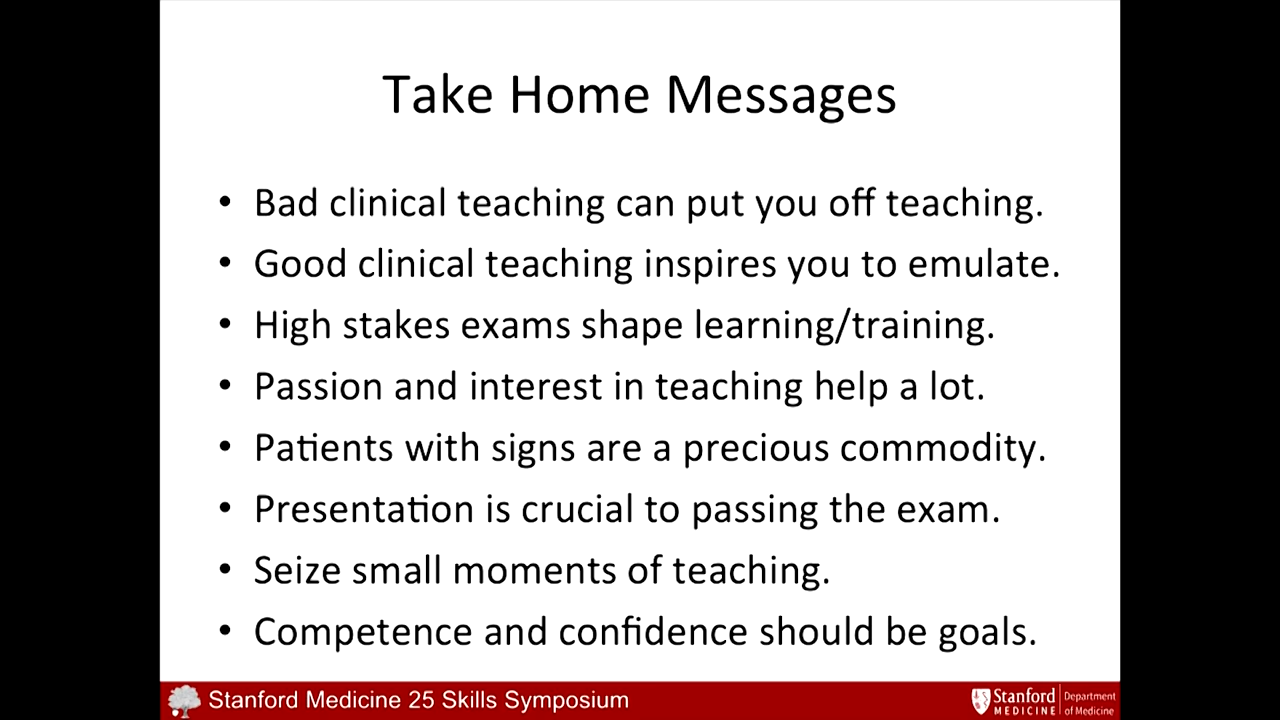 Take Home Messages
• Bad clinical teaching can put you off teaching.
• Good clinical teaching inspires you to emulate.
• High stakes exams shape learning/training.
• Passion and interest in teaching help a lot.
• Patients with signs are a precious commodity.
• Presentation is crucial to passing the exam.
• Seize small moments of teaching.
• Competence and confidence should be goals.
Stanford Medicine 25 Skills Symposium
Stanford
MEDICINE
Department
of Medicine